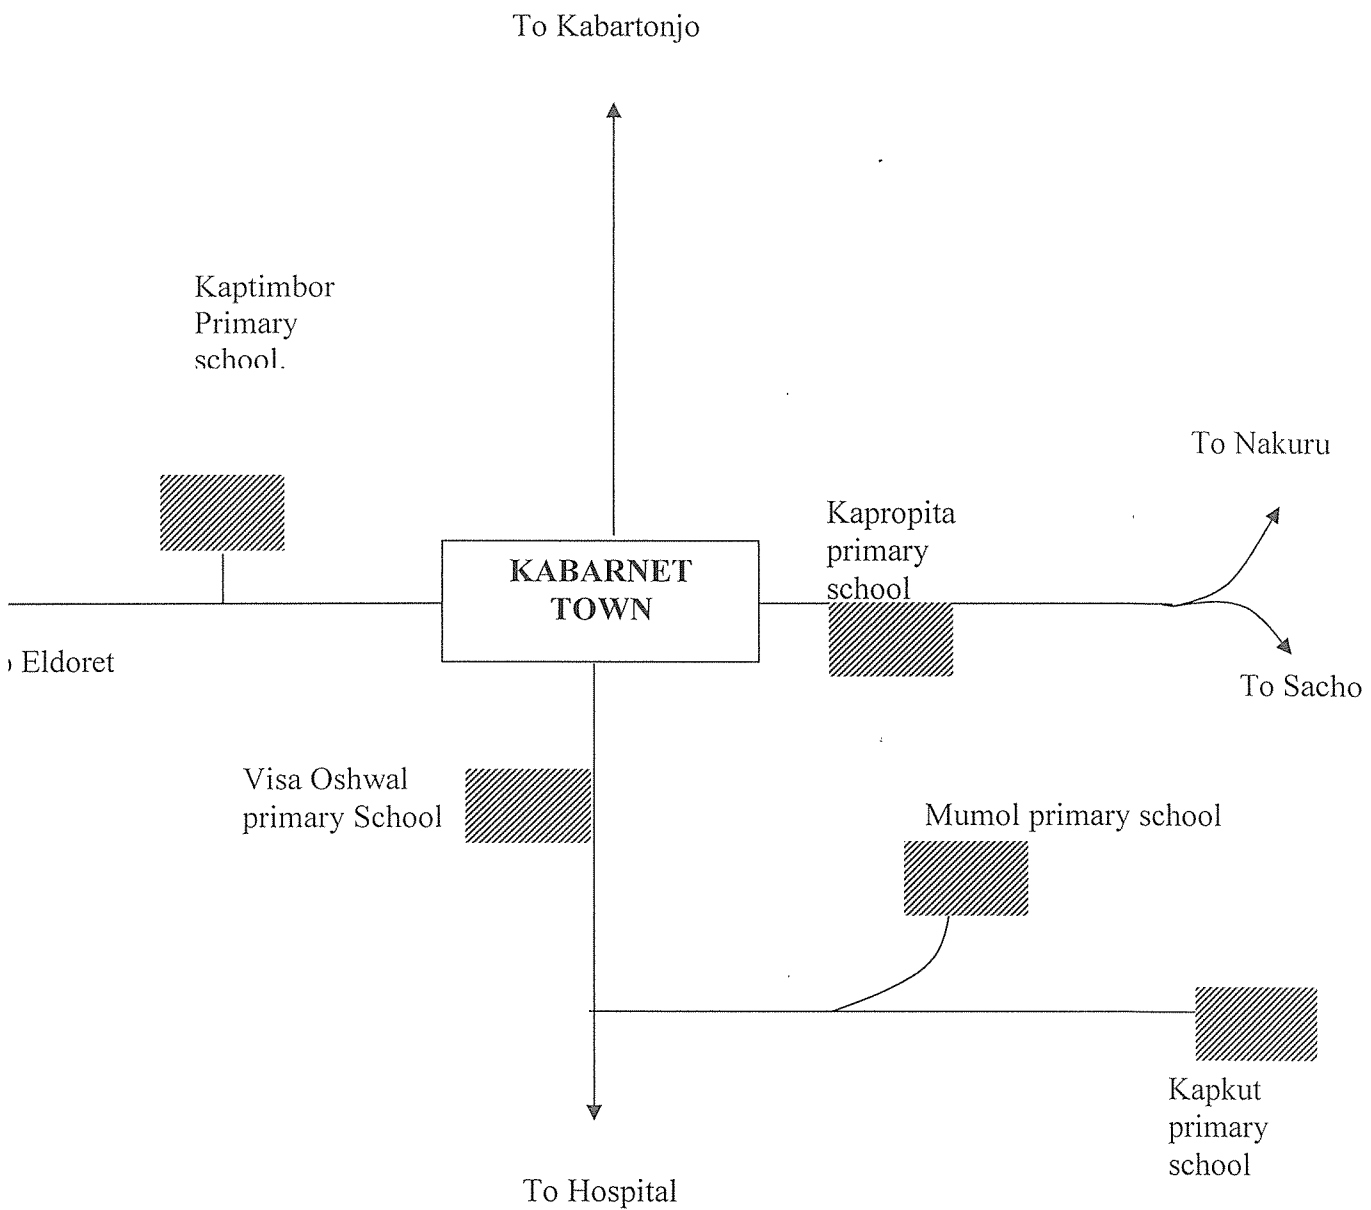 To Kabartonjo
Kaptimbor
Primary
school.
To Nakuru
Kapropita
primary
school
KABARNET
TOWN
Eldoret
To Sacho
Visa Oshwal
primary School
Mumol primary school
Kapkut
primary
school
To Hospital